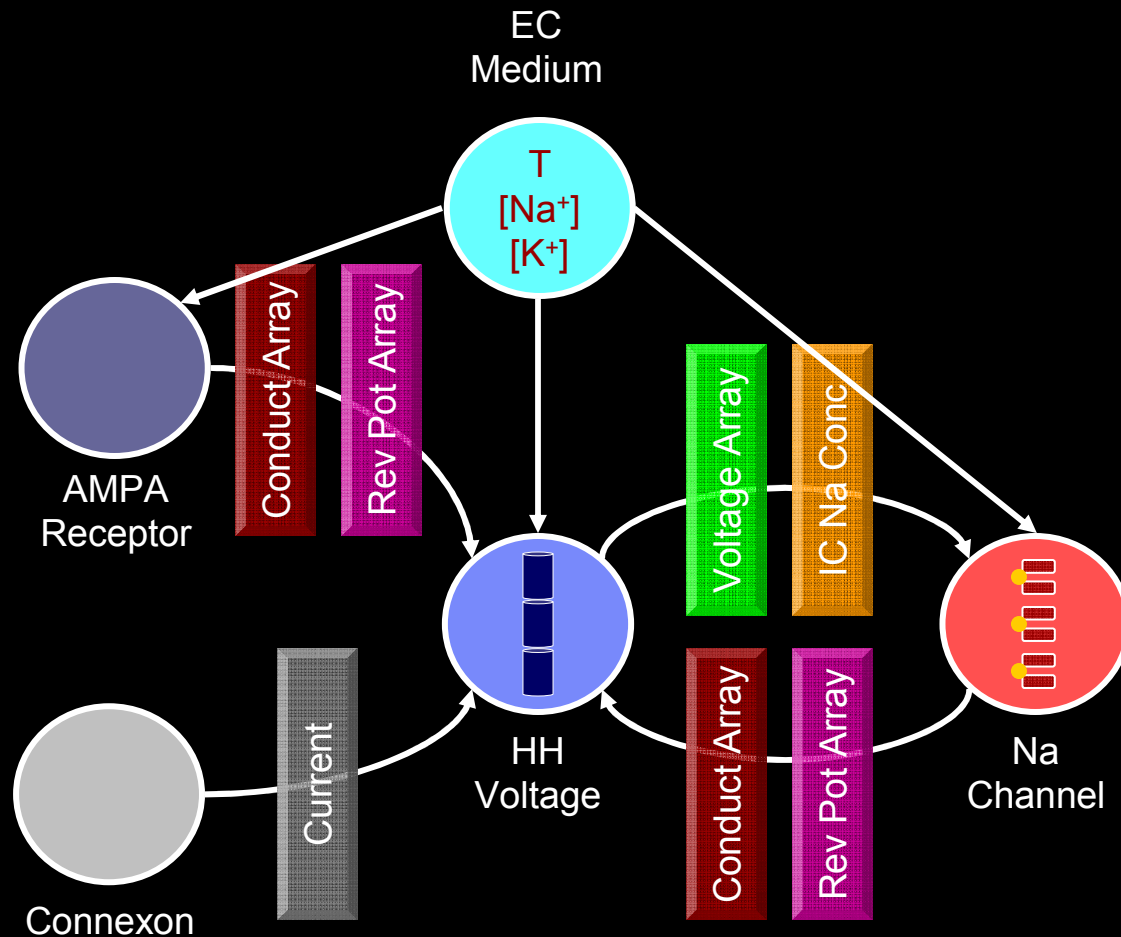 EC
Medium
T
[Na⁺]
[K⁺]
Conduct Array
Rev Pot Array
AMPA
Receptor
Voltage Array
IC Na Conc
HH
Voltage
Na
Channel
Current
Conduct Array
Rev Pot Array
Connexon